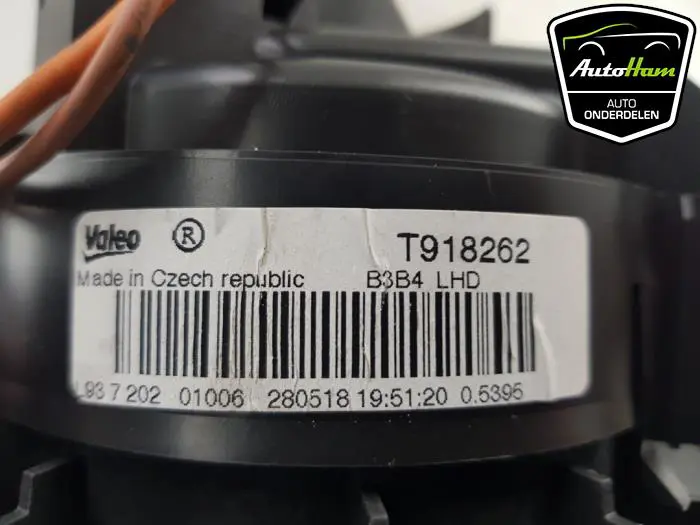 AutoHam
AUTO
ONDERDELEN
Valeo ® T918262
Made in Czech republic B3B4 LHD
L93 7 202 01006 280518 19:51:20 0.5395